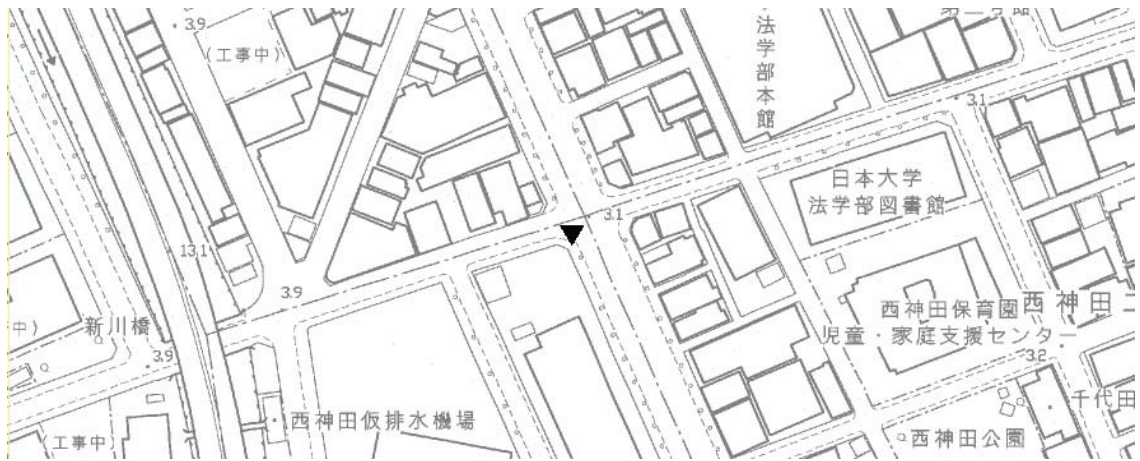 3.9
(工事中)
法学部本館
3.1
日本大学
法学部図書館
3.1
13.1
3.9
新川橋
3.9
西神田保育園
児童・家庭支援センター
西神田二
3.2
千代田
西神田仮排水機場
(工事中)
西神田公園